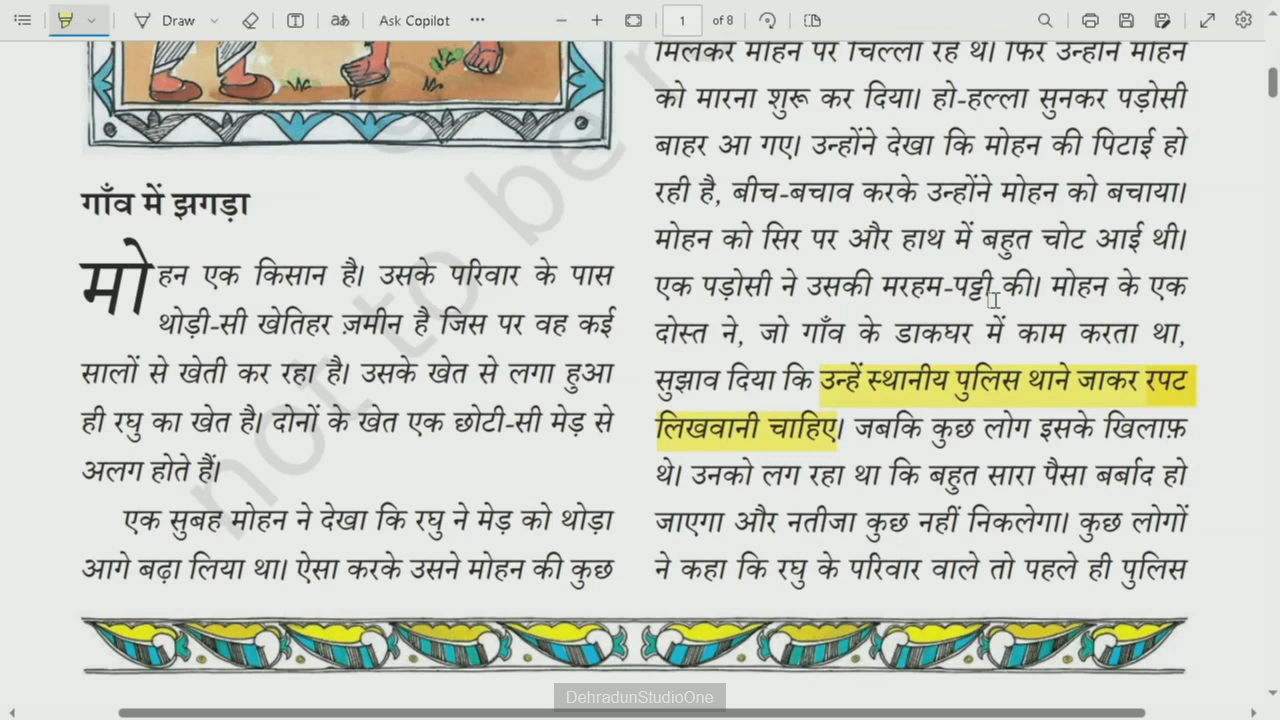 Draw
Ask Copilot
1 of 8
गाँव में झगड़ा
मोहन एक किसान है। उसके परिवार के पास
थोड़ी-सी खेतिहर ज़मीन है जिस पर वह कई
सालों से खेती कर रहा है। उसके खेत से लगा हुआ
ही रघु का खेत है। दोनों के खेत एक छोटी-सी मेड़ से
अलग होते हैं।
एक सुबह मोहन ने देखा कि रघु ने मेड़ को थोड़ा
आगे बढ़ा लिया था। ऐसा करके उसने मोहन की कुछ
मिलकर मोहन पर चिल्ला रहे थे। फिर उन्होंने मोहन
को मारना शुरू कर दिया। हो-हल्ला सुनकर पड़ोसी
बाहर आ गए। उन्होंने देखा कि मोहन की पिटाई हो
रही है, बीच-बचाव करके उन्होंने मोहन को बचाया।
मोहन को सिर पर और हाथ में बहुत चोट आई थी।
एक पड़ोसी ने उसकी मरहम-पट्टी की। मोहन के एक
दोस्त ने, जो गाँव के डाकघर में काम करता था,
सुझाव दिया कि उन्हें स्थानीय पुलिस थाने जाकर रपट
लिखवानी चाहिए। जबकि कुछ लोग इसके खिलाफ़
थे। उनको लग रहा था कि बहुत सारा पैसा बर्बाद हो
जाएगा और नतीजा कुछ नहीं निकलेगा। कुछ लोगों
ने कहा कि रघु के परिवार वाले तो पहले ही पुलिस
not to be r
DehradunStudioOne